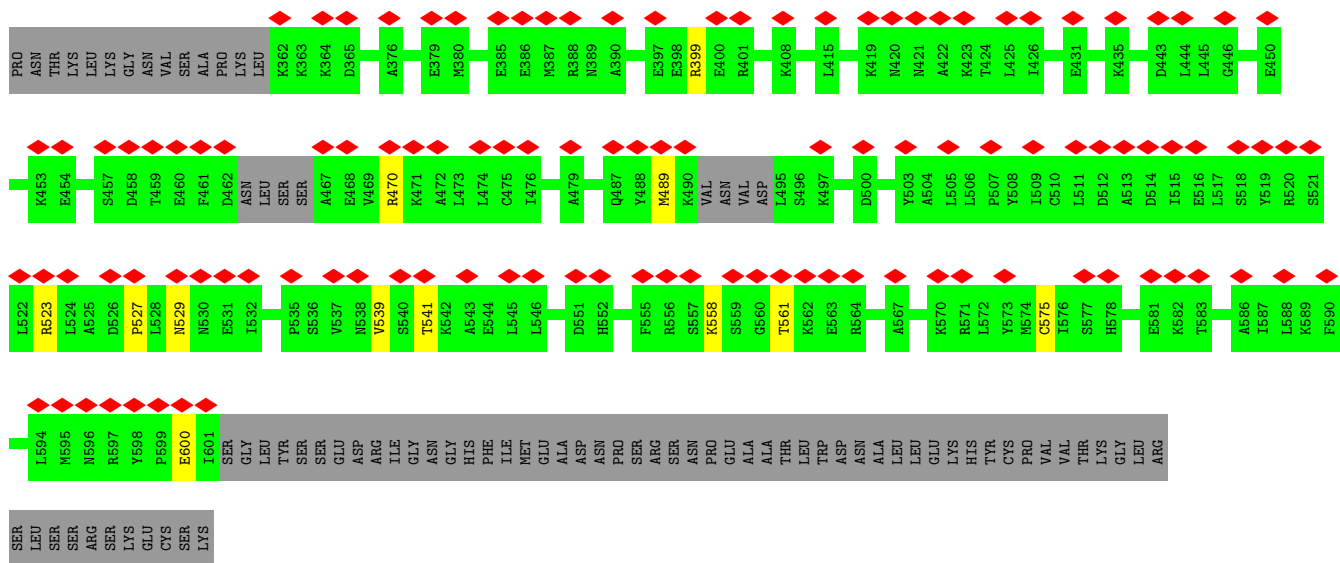 PRO ASN THR LYS LEU LYS GLY ASN VAL SER ALA PRO LYS LEU K362 K363 K364 D365 A376 E379 M380 E385 E386 M387 R388 N389 A390 E397 E398 R399 E400 R401 K408 L415 K419 N420 N421 A422 K423 T424 L425 I426 E431 K435 D443 L444 L445 G446 E450
K453 E454 S457 D458 T459 E460 F461 D462 ASN LEU SER SER A467 E468 V469 R470 K471 A472 L473 L474 C475 I476 A479 Q487 Y488 M489 K490 VAL ASN VAL ASP L495 S496 K497 D500 Y503 A504 L505 L506 P507 Y508 I509 C510 L511 D512 A513 D514 I515 E516 L517 S518 Y519 R520 S521
L522 R523 L524 A525 D526 P527 L528 N529 N530 E531 I532 P535 S536 V537 N538 V539 S540 T541 K542 A543 E544 L545 L546 D551 H552 F555 R556 S557 K558 S559 G560 T561 K562 E563 R564 A567 K570 R571 L572 Y573 M574 C575 I576 S577 H578 E581 K582 T583 A586 I587 L588 K589 F590
L594 M595 N596 R597 Y598 P599 E600 I601 SER GLY LEU TYR SER SER GLU ASP ARG ILE GLY ASN GLY HIS PHE ILE MET GLU ALA ASP ASN PRO SER ARG SER ASN PRO GLU ALA ALA THR LEU TRP ASP ASN ALA LEU LEU GLU LYS HIS TYR CYS PRO VAL VAL THR LYS GLY LEU ARG
SER LEU SER SER ARG SER LYS GLU CYS SER LYS